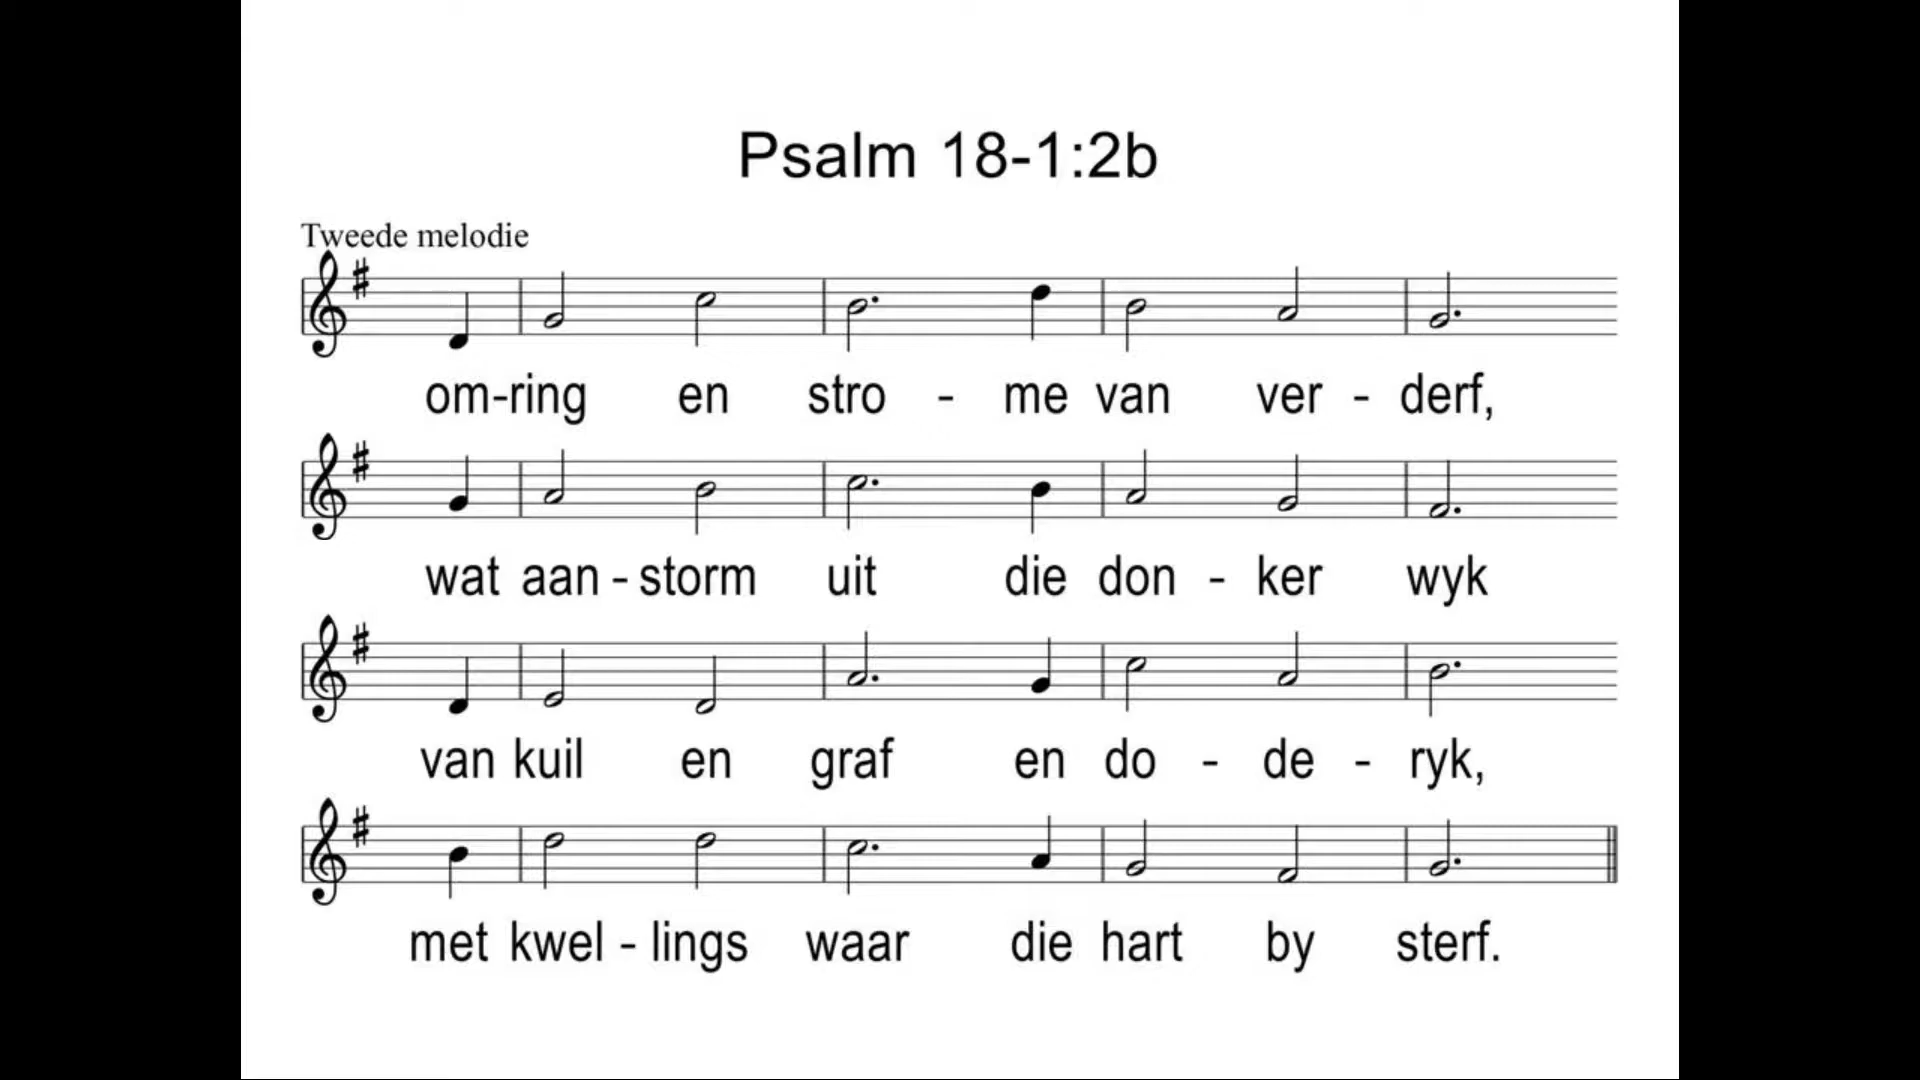 Psalm 18-1:2b
Tweede melodie
om-ring en stro - me van ver - derf,
wat aan - storm uit die don - ker wyk
van kuil en graf en do - de - ryk,
met kwel - lings waar die hart by sterf.